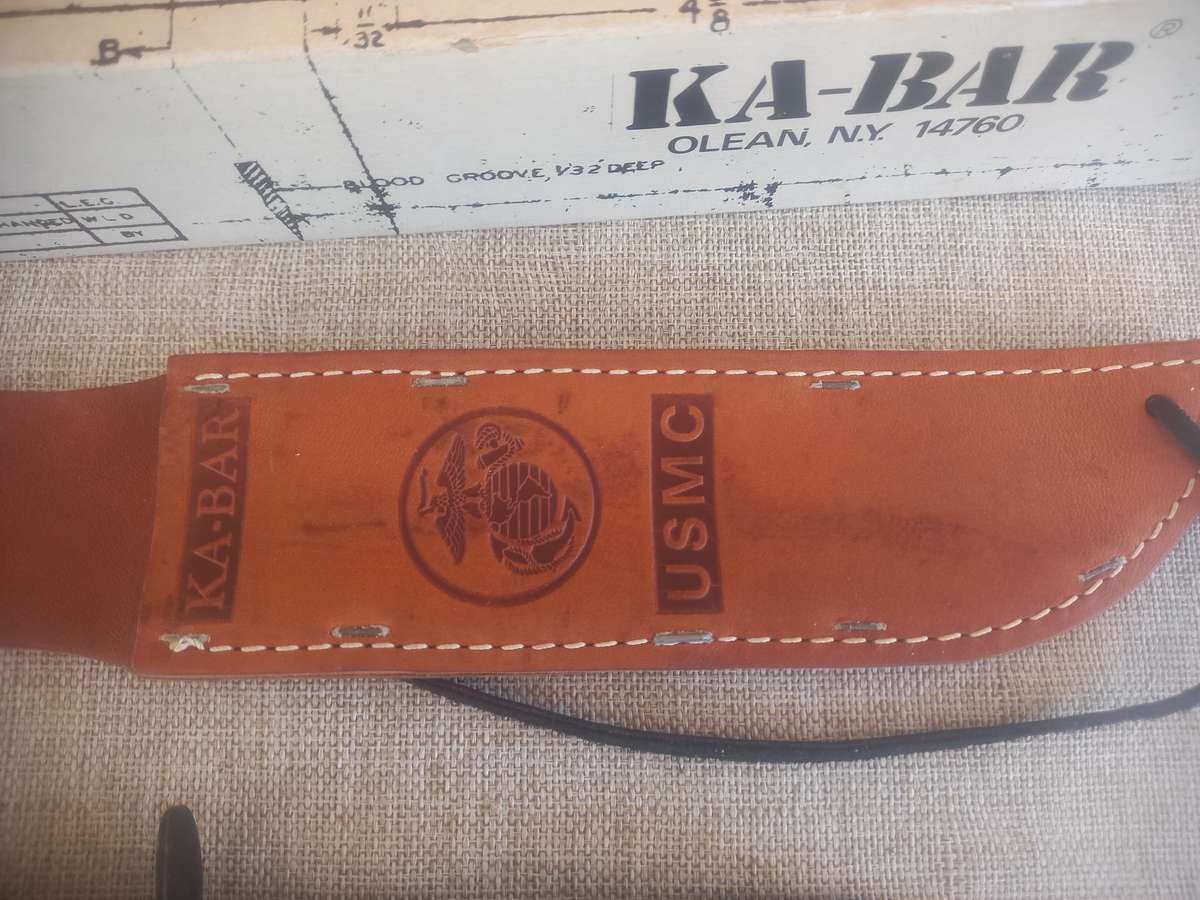 B
11/32
4 5/8
KA-BAR ®
OLEAN, N.Y. 14760
BLOOD GROOVE, 1/32 DEEP
L.E.C.
W L D
BY
KA-BAR
USMC